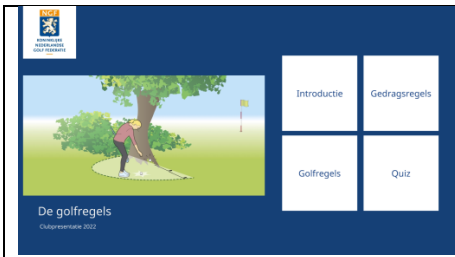 NGF
KONINKLIJKE
NEDERLANDSE
GOLF FEDERATIE
Introductie
Gedragsregels
Golfregels
Quiz
De golfregels
Clubpresentatie 2022